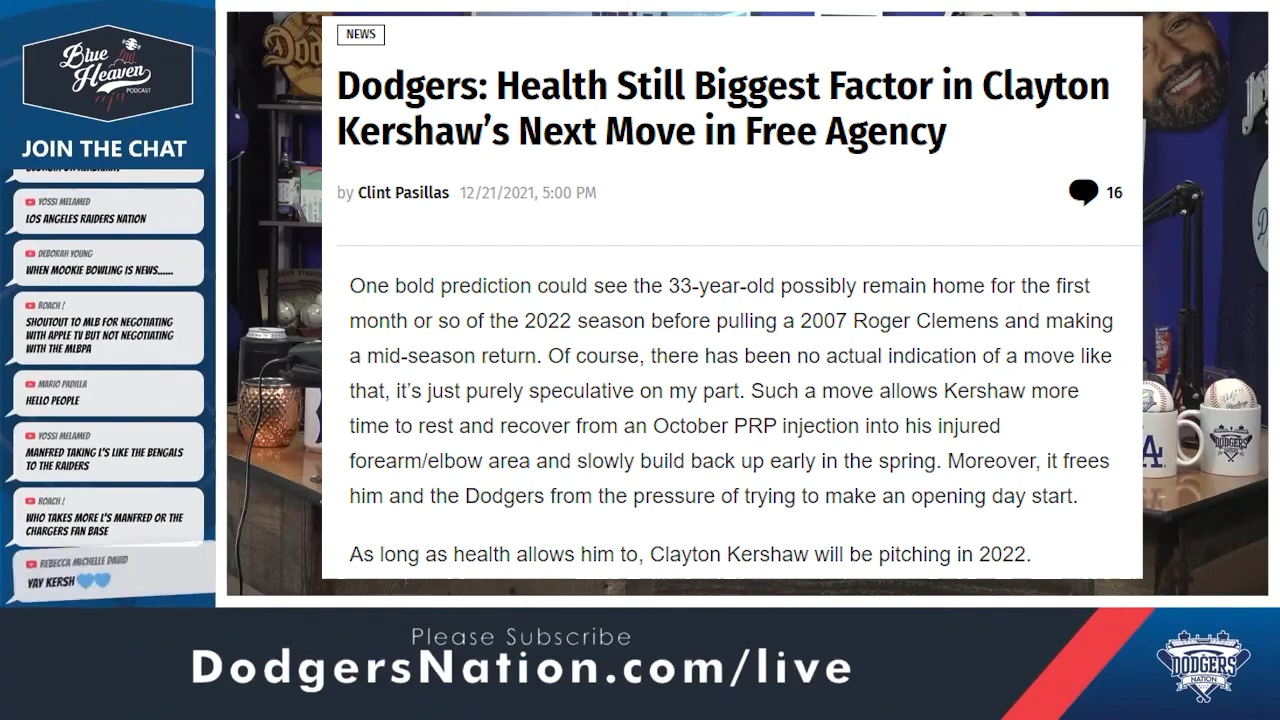 Blue
Heaven
PODCAST
JOIN THE CHAT
YOSSI MELAMED
LOS ANGELES RAIDERS NATION
DEBORAH YOUNG
WHEN MOOKIE BOWLING IS NEWS......
ROACH !
SHOUTOUT TO MLB FOR NEGOTIATING
WITH APPLE TV BUT NOT NEGOTIATING
WITH THE MLBPA
MARIO PADILLA
HELLO PEOPLE
YOSSI MELAMED
MANFRED TAKING L'S LIKE THE BENGALS
TO THE RAIDERS
ROACH !
WHO TAKES MORE L'S MANFRED OR THE
CHARGERS FAN BASE
REBECCA MICHELLE DAVID
YAY KERSH 💙💙
NEWS
Dodgers: Health Still Biggest Factor in Clayton
Kershaw’s Next Move in Free Agency
by Clint Pasillas 12/21/2021, 5:00 PM
16
One bold prediction could see the 33-year-old possibly remain home for the first
month or so of the 2022 season before pulling a 2007 Roger Clemens and making
a mid-season return. Of course, there has been no actual indication of a move like
that, it’s just purely speculative on my part. Such a move allows Kershaw more
time to rest and recover from an October PRP injection into his injured
forearm/elbow area and slowly build back up early in the spring. Moreover, it frees
him and the Dodgers from the pressure of trying to make an opening day start.
As long as health allows him to, Clayton Kershaw will be pitching in 2022.
LA
DODGERS
Please Subscribe
DodgersNation.com/live
DODGERS
NATION